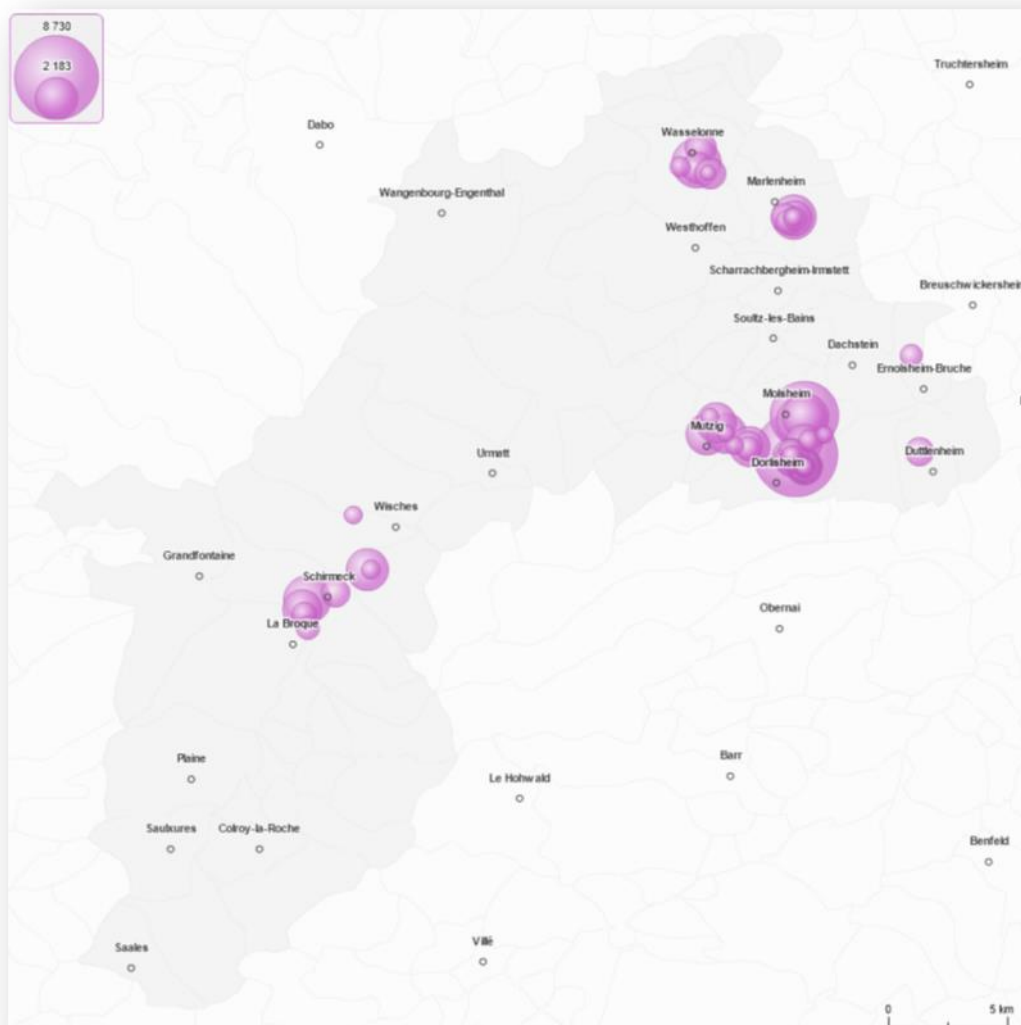 8 730
2 183
Truchtersheim
Dabo
Wasselonne
Marlenheim
Wangenbourg-Engenthal
Westhoffen
Scharrachbergheim-Irmstett
Breuschwickersheim
Soultz-les-Bains
Dachstein
Ernolsheim-Bruche
Molsheim
Mutzig
Urmatt
Dorlisheim
Duttlenheim
Wisches
Grandfontaine
Schirmeck
Obernai
La Broque
Plaine
Barr
Le Hohwald
Saulxures
Colroy-la-Roche
Benfeld
Villé
Saales
0 5 km